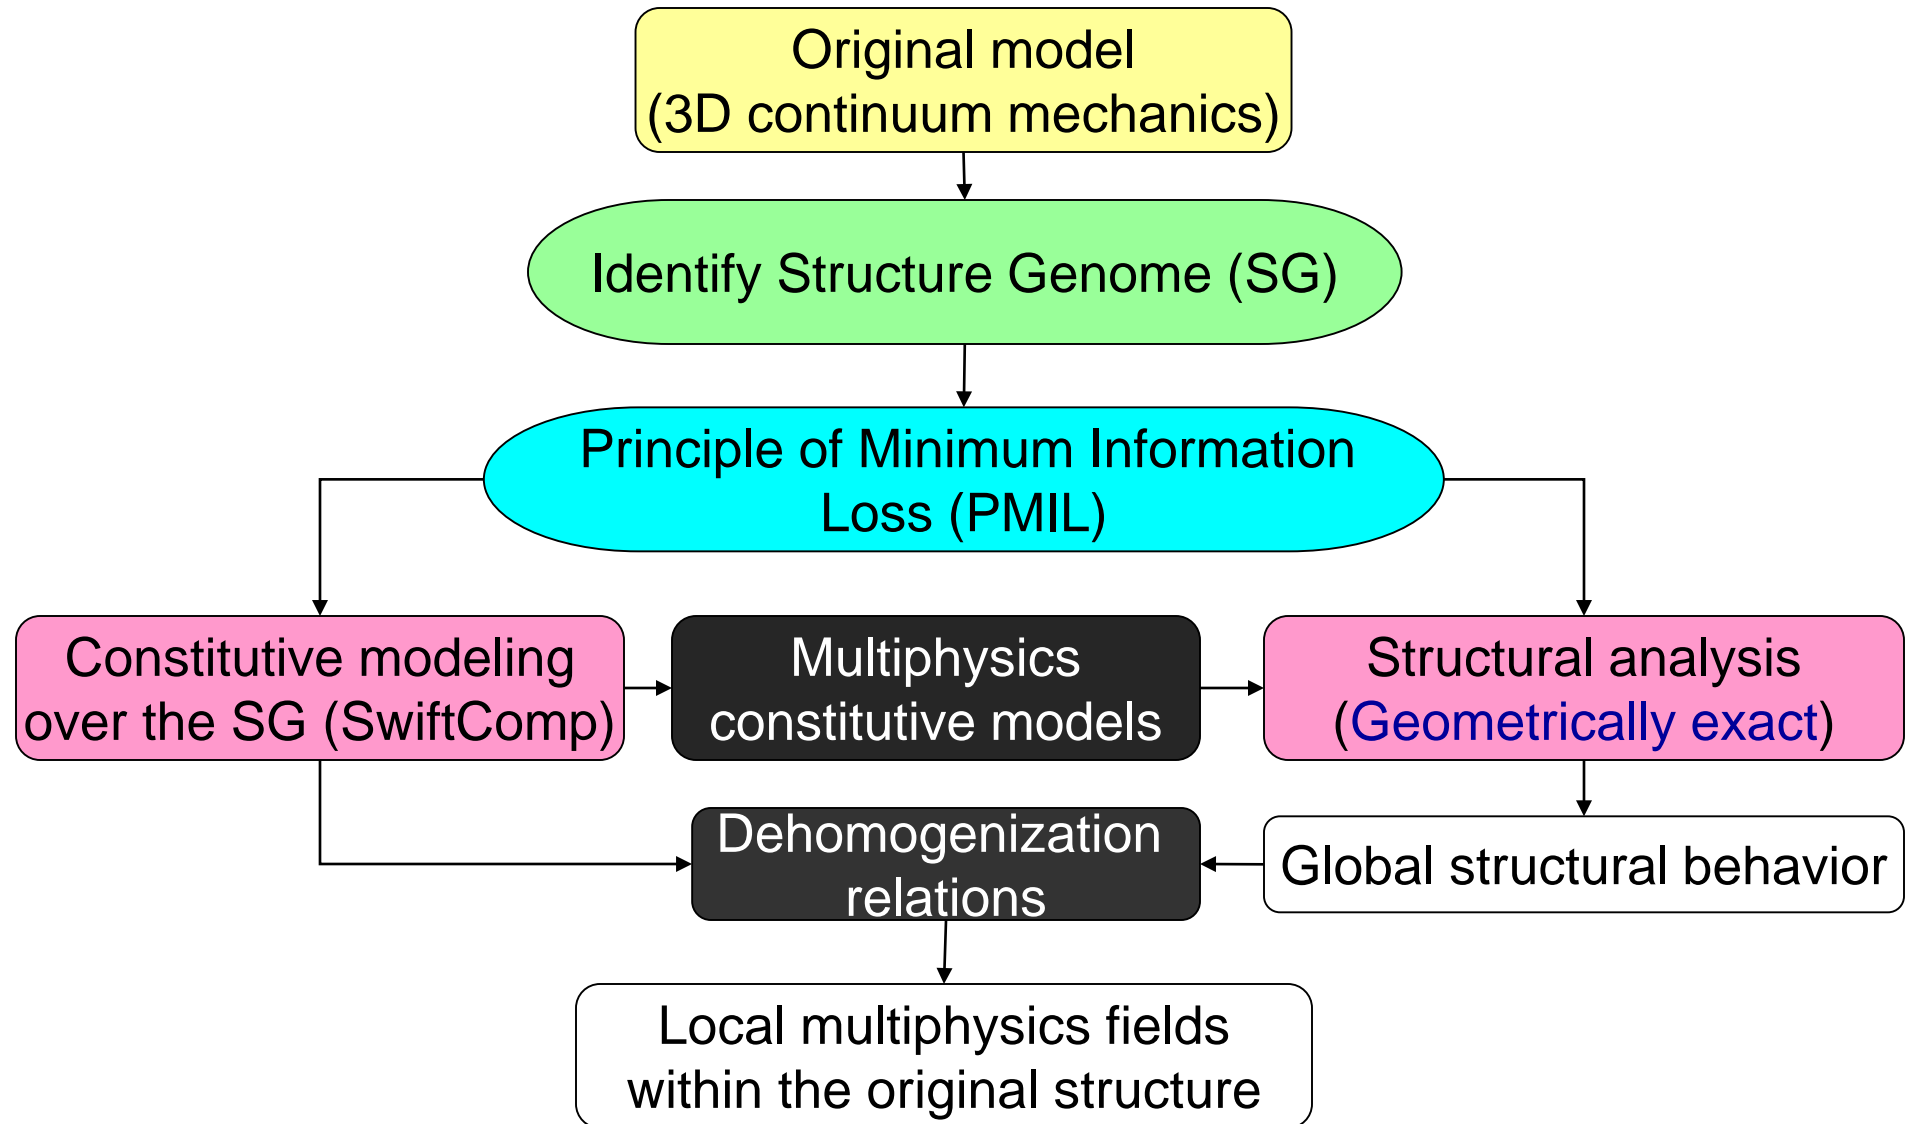 Original model
(3D continuum mechanics)
Identify Structure Genome (SG)
Principle of Minimum Information
Loss (PMIL)
Constitutive modeling
over the SG (SwiftComp)
Multiphysics
constitutive models
Structural analysis
(Geometrically exact)
Dehomogenization
relations
Global structural behavior
Local multiphysics fields
within the original structure